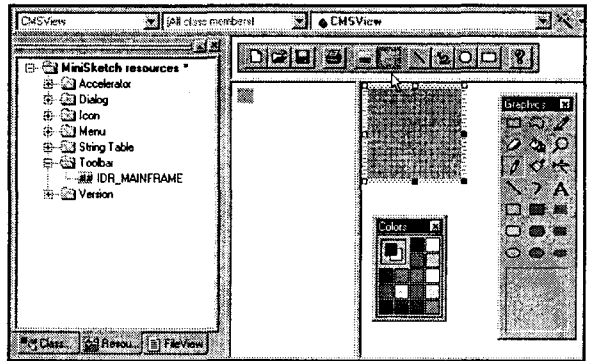 CMSView
(All class members)
CMSView
MiniSketch resources *
Accelerator
Dialog
Icon
Menu
String Table
Toolbar
IDR_MAINFRAME
Version
Graphics
A
Colors
Class...
Resou...
FileView